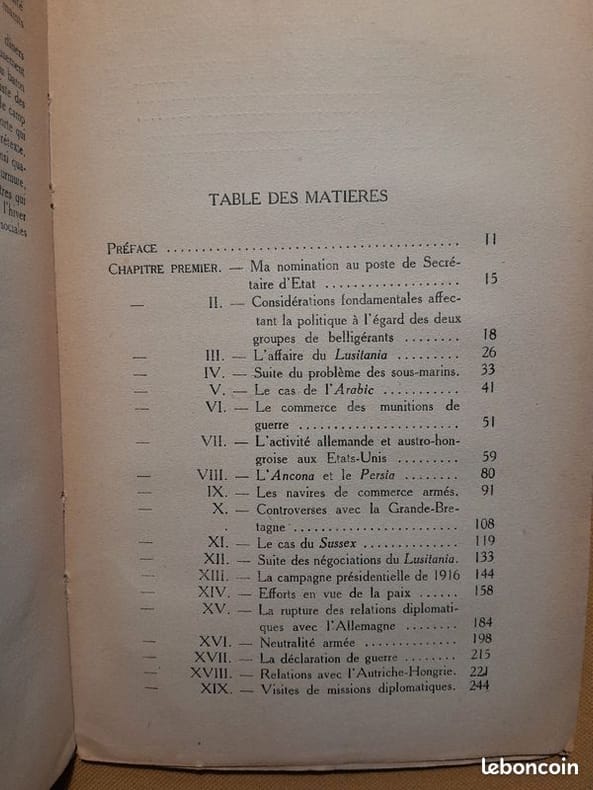 diners
baron
des
camp
qui
l'hiver
sociales
TABLE DES MATIERES
PRÉFACE ........................................ 11
CHAPITRE PREMIER. — Ma nomination au poste de Secré-
taire d'Etat .................. 15
— II. — Considérations fondamentales affec-
tant la politique à l'égard des deux
groupes de belligérants ........ 18
— III. — L'affaire du Lusitania ......... 26
— IV. — Suite du problème des sous-marins. 33
— V. — Le cas de l'Arabic ........... 41
— VI. — Le commerce des munitions de
guerre ...................... 51
— VII. — L'activité allemande et austro-hon-
groise aux Etats-Unis ......... 59
— VIII. — L'Ancona et le Persia ........ 80
— IX. — Les navires de commerce armés. 91
— X. — Controverses avec la Grande-Bre-
tagne ....................... 108
— XI. — Le cas du Sussex ............. 119
— XII. — Suite des négociations du Lusitania. 133
— XIII. — La campagne présidentielle de 1916 144
— XIV. — Efforts en vue de la paix ...... 158
— XV. — La rupture des relations diplomati-
ques avec l'Allemagne ........ 184
— XVI. — Neutralité armée .............. 198
— XVII. — La déclaration de guerre ........ 215
— XVIII. — Relations avec l'Autriche-Hongrie. 221
— XIX. — Visites de missions diplomatiques. 244
leboncoin